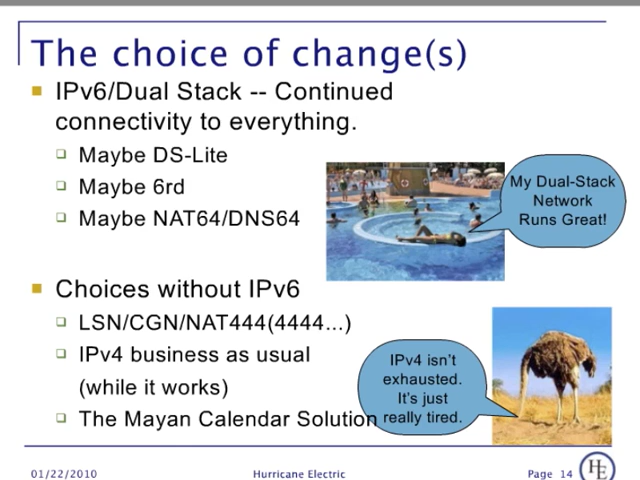 The choice of change(s)
IPv6/Dual Stack -- Continued
connectivity to everything.
Maybe DS-Lite
Maybe 6rd
Maybe NAT64/DNS64
My Dual-Stack
Network
Runs Great!
Choices without IPv6
LSN/CGN/NAT444(4444...)
IPv4 business as usual
(while it works)
The Mayan Calendar Solution
IPv4 isn't
exhausted.
It's just
really tired.
01/22/2010
Hurricane Electric
Page 14
HE